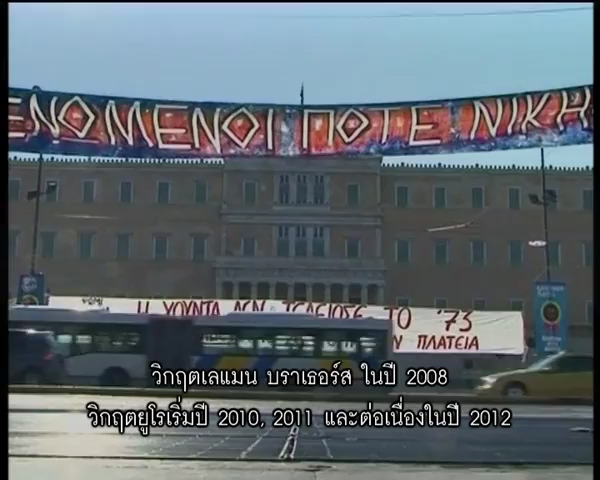 ΕΝΩΜΕΝΟΙ ΠΟΤΕ ΝΙΚΗ
Η ΧΟΥΝΤΑ ΔΕΝ ΤΕΛΕΙΩΣΕ ΤΟ '73
ΠΛΑΤΕΙΑ
วิกฤตเลแมน บราเธอร์ส ในปี 2008
วิกฤตยูโรเริ่มปี 2010, 2011 และต่อเนื่องในปี 2012